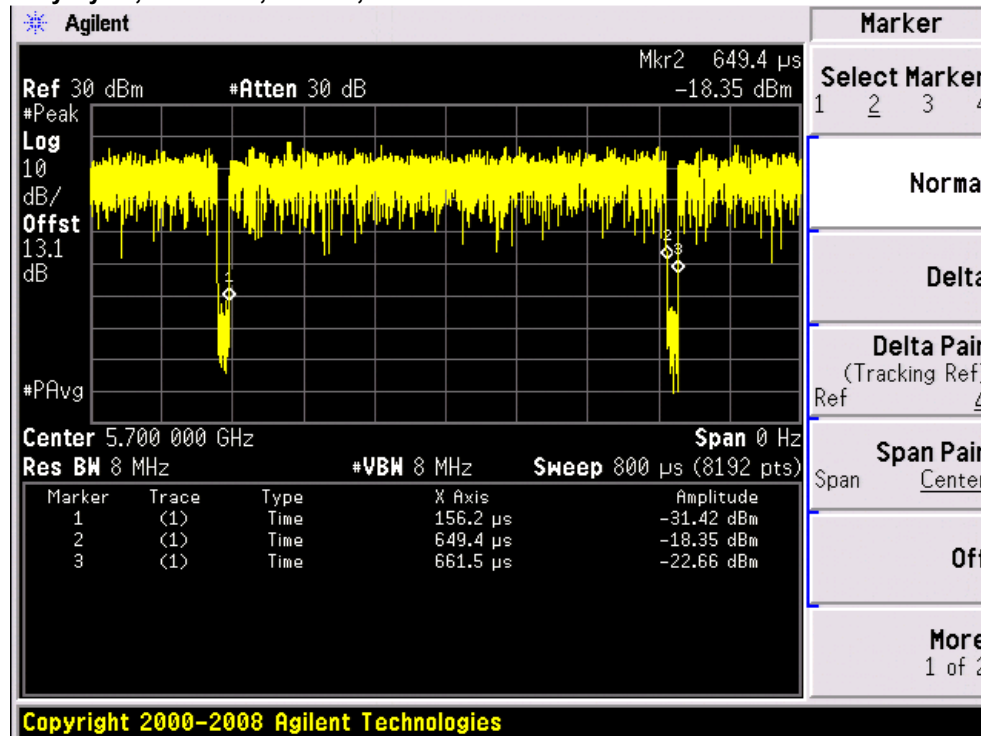 Agilent
Marker
Mkr2 649.4 µs
Ref 30 dBm #Atten 30 dB -18.35 dBm
#Peak
Log
10
dB/
Offst
13.1
dB
1
2
3
#PAvg
Center 5.700 000 GHz Span 0 Hz
Res BW 8 MHz #VBW 8 MHz Sweep 800 µs (8192 pts)
Marker Trace Type X Axis Amplitude
1 (1) Time 156.2 µs -31.42 dBm
2 (1) Time 649.4 µs -18.35 dBm
3 (1) Time 661.5 µs -22.66 dBm
Select Marker
1 2 3 4
Norma
Delta
Delta Pair
(Tracking Ref)
Ref Δ
Span Pair
Span Center
Off
More
1 of 2
Copyright 2000-2008 Agilent Technologies